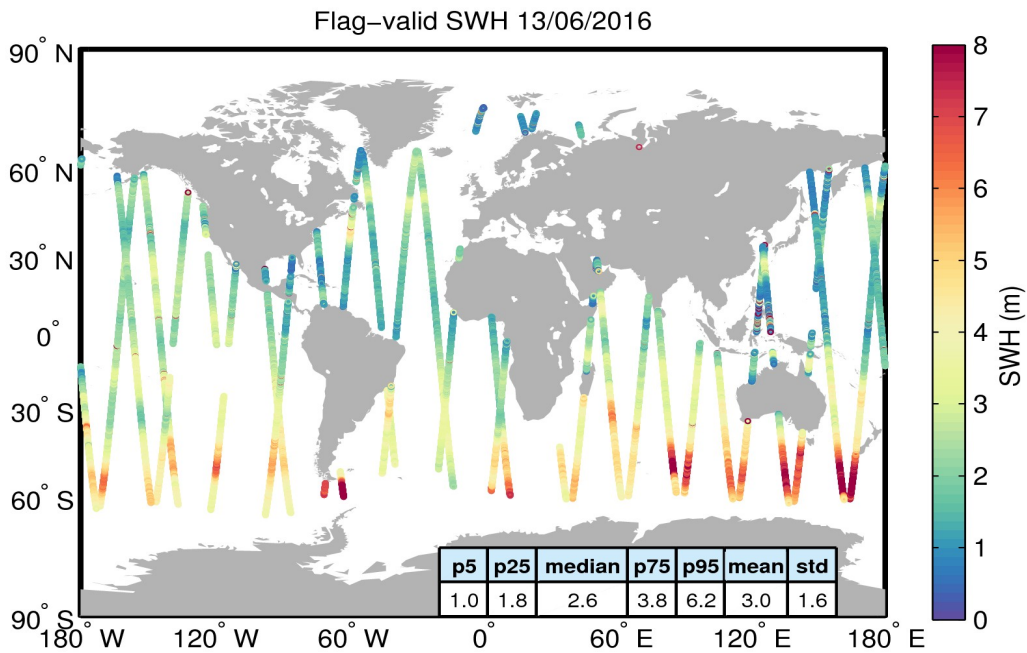 Flag–valid SWH 13/06/2016
90° N
60° N
30° N
0°
30° S
60° S
90° S
180° W
120° W
60° W
0°
60° E
120° E
180° E
p5 p25 median p75 p95 mean std
1.0 1.8 2.6 3.8 6.2 3.0 1.6
8
7
6
5
4
3
2
1
0
SWH (m)